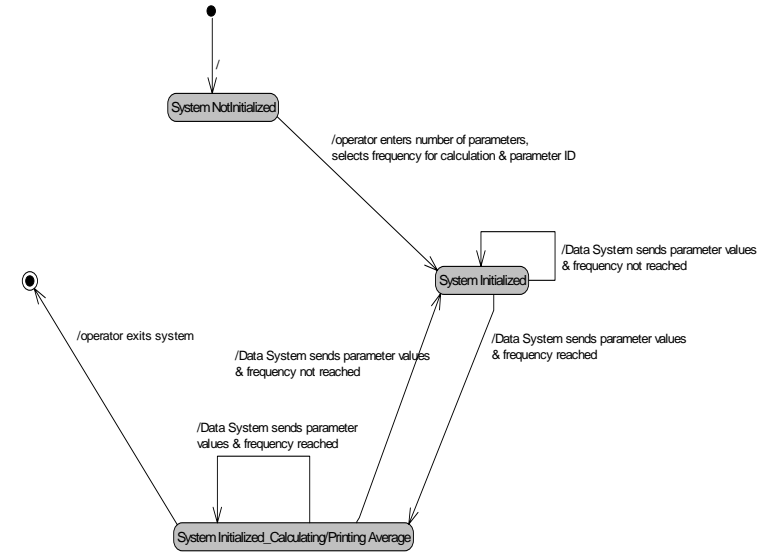 /
System NotInitialized
/operator enters number of parameters,
selects frequency for calculation & parameter ID
/Data System sends parameter values
& frequency not reached
System Initialized
/operator exits system
/Data System sends parameter values
& frequency reached
/Data System sends parameter values
& frequency not reached
/Data System sends parameter
values & frequency reached
System Initialized_Calculating/Printing Average